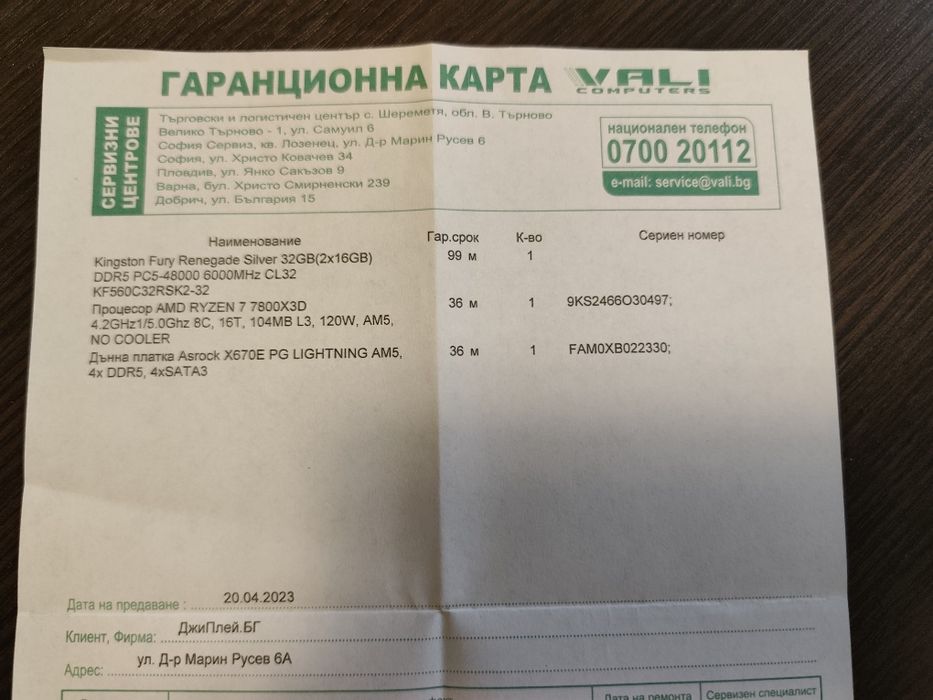 ГАРАНЦИОННА КАРТА VALI COMPUTERS
СЕРВИЗНИ ЦЕНТРОВЕ
Търговски и логистичен център с. Шереметя, обл. В. Търново
Велико Търново - 1, ул. Самуил 6
София Сервиз, кв. Лозенец, ул. Д-р Марин Русев 6
София, ул. Христо Ковачев 34
Пловдив, ул. Янко Сакъзов 9
Варна, бул. Христо Смирненски 239
Добрич, ул. България 15
национален телефон
0700 20112
e-mail: service@vali.bg
Наименование Гар.срок К-во Сериен номер
Kingston Fury Renegade Silver 32GB(2x16GB) 99 м 1
DDR5 PC5-48000 6000MHz CL32
KF560C32RSK2-32
Процесор AMD RYZEN 7 7800X3D 36 м 1 9KS2466O30497;
4.2GHz1/5.0Ghz 8C, 16T, 104MB L3, 120W, AM5,
NO COOLER
Дънна платка Asrock X670E PG LIGHTNING AM5, 36 м 1 FAM0XB022330;
4x DDR5, 4xSATA3
Дата на предаване : 20.04.2023
Клиент, Фирма: ДжиПлей.БГ
Адрес: ул. Д-р Марин Русев 6А
Дата на ремонта Сервизен специалист